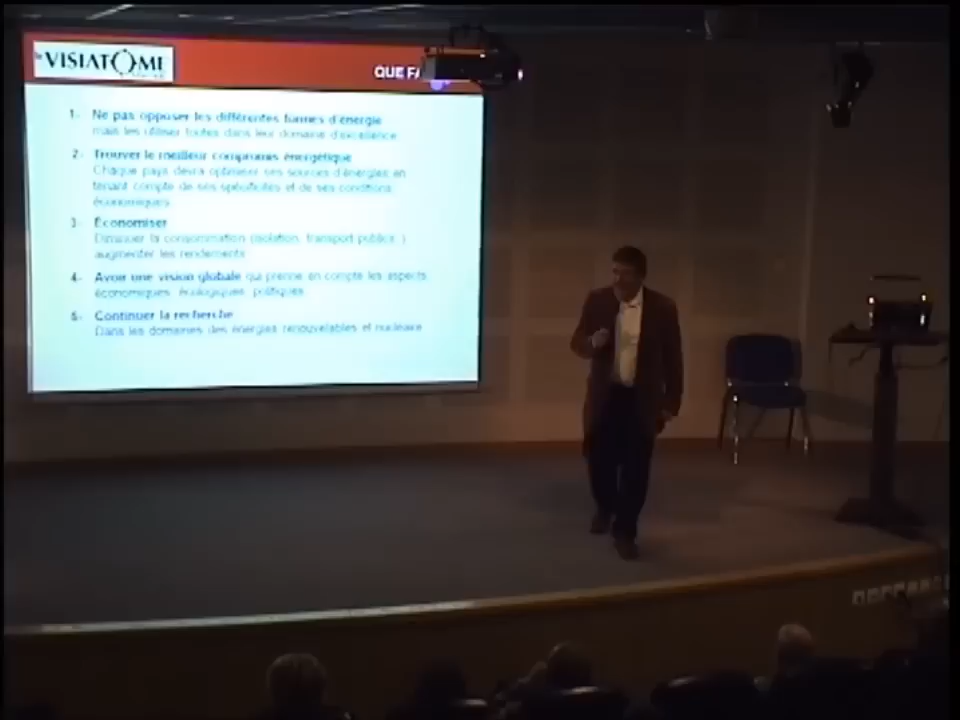 le VISIATOME
QUE FA
1- Ne pas opposer les différentes formes d'énergie
mais les utiliser toutes dans leur domaine d'excellence
2- Trouver le meilleur compromis énergétique
Chaque pays devra optimiser ses sources d'énergies en
tenant compte de ses spécificités et de ses conditions
économiques
3- Économiser
Diminuer la consommation (isolation, transport publics..)
augmenter les rendements
4- Avoir une vision globale qui prenne en compte les aspects
économiques, écologiques, politiques
5- Continuer la recherche
Dans les domaines des énergies renouvelables et nucléaire